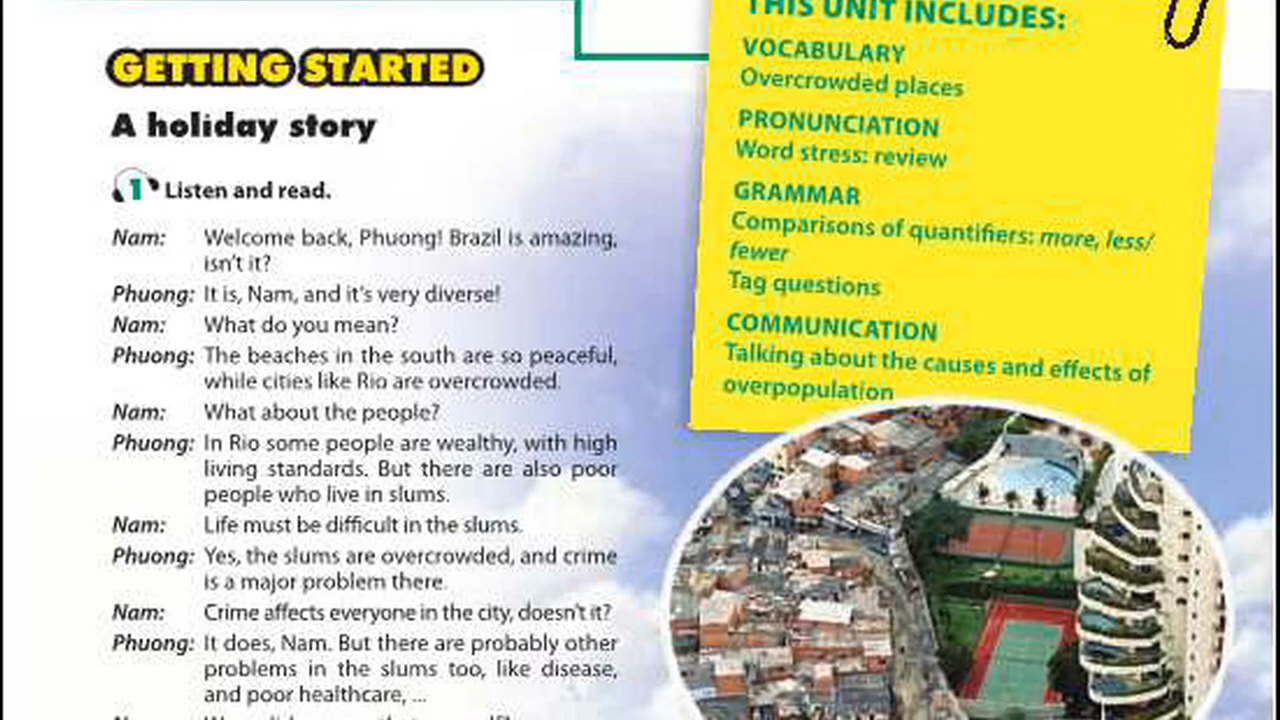 GETTING STARTED
A holiday story
1 Listen and read.
Nam: Welcome back, Phuong! Brazil is amazing,
isn't it?
Phuong: It is, Nam, and it's very diverse!
Nam: What do you mean?
Phuong: The beaches in the south are so peaceful,
while cities like Rio are overcrowded.
Nam: What about the people?
Phuong: In Rio some people are wealthy, with high
living standards. But there are also poor
people who live in slums.
Nam: Life must be difficult in the slums.
Phuong: Yes, the slums are overcrowded, and crime
is a major problem there.
Nam: Crime affects everyone in the city, doesn't it?
Phuong: It does, Nam. But there are probably other
problems in the slums too, like disease,
and poor healthcare, ...
THIS UNIT INCLUDES:
VOCABULARY
Overcrowded places
PRONUNCIATION
Word stress: review
GRAMMAR
Comparisons of quantifiers: more, less/
fewer
Tag questions
COMMUNICATION
Talking about the causes and effects of
overpopulation